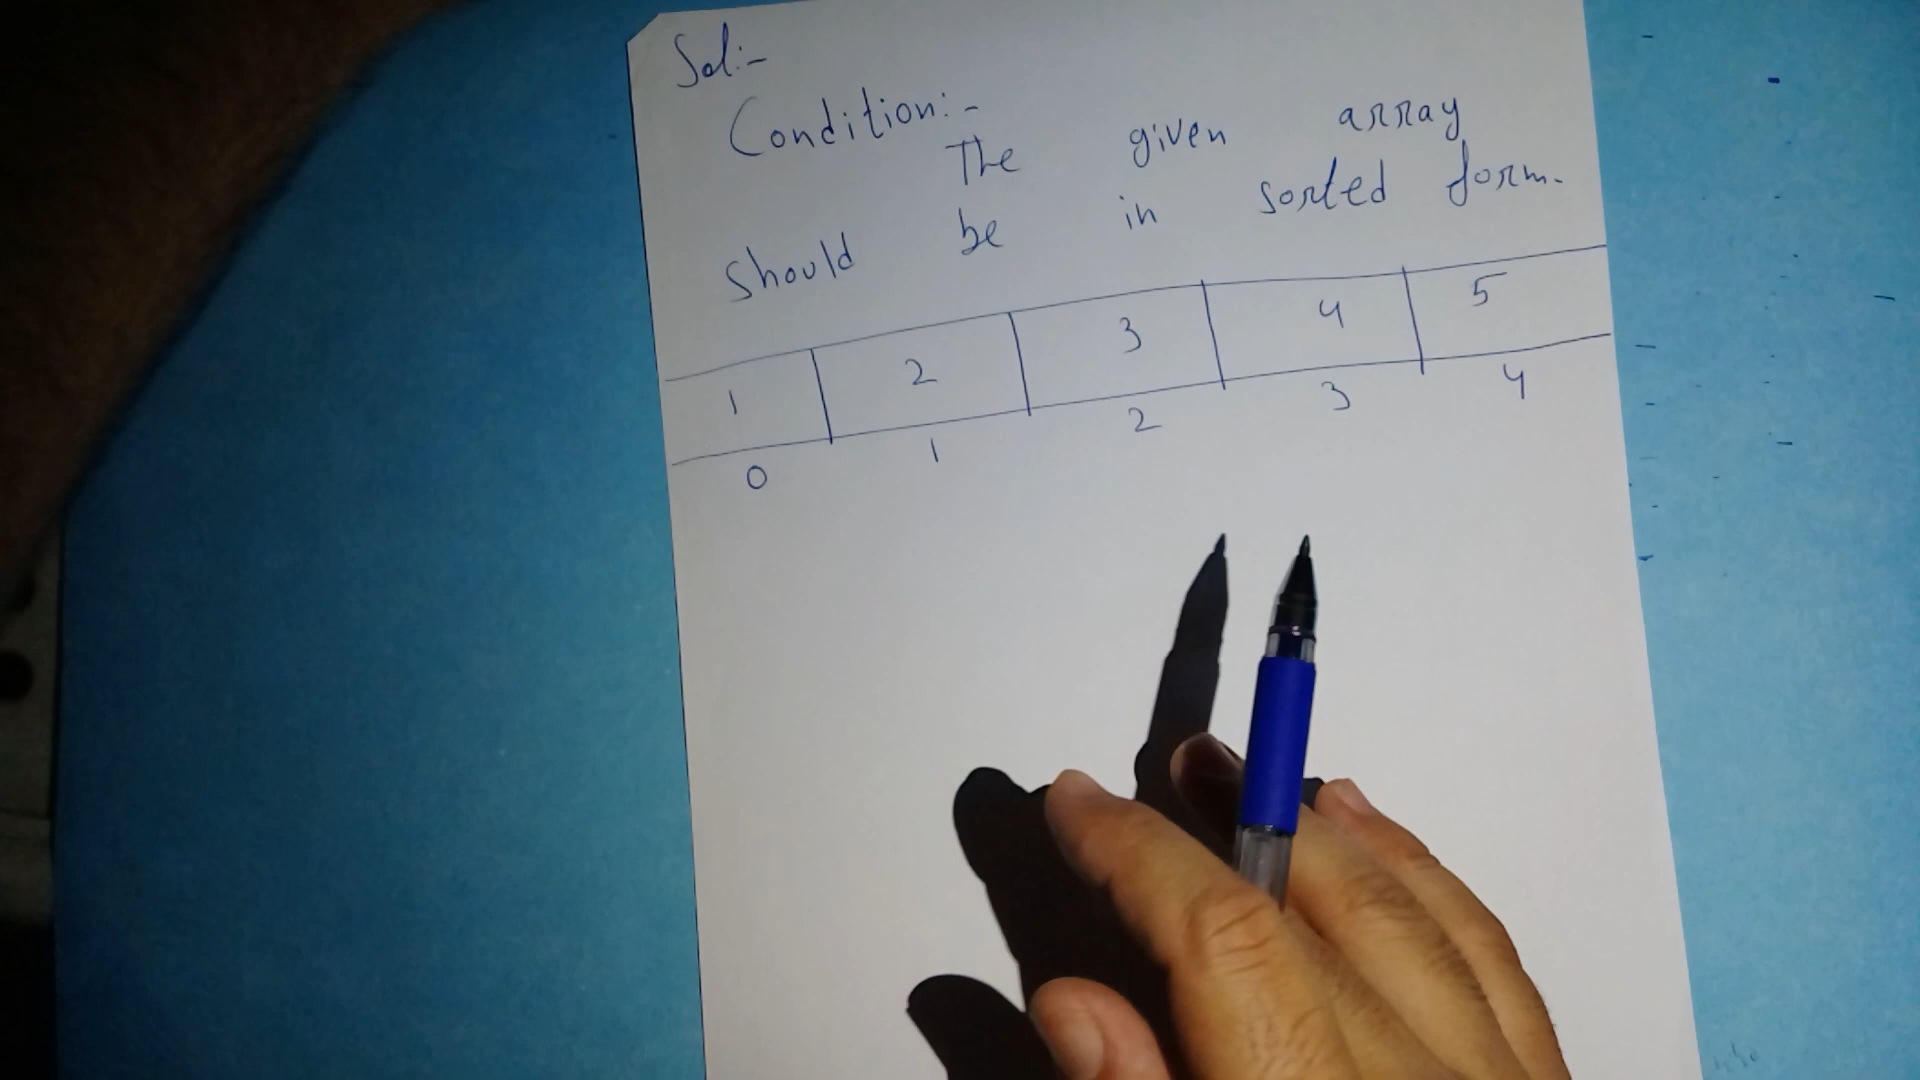 Sol:-
Condition:-
The given array
should be in sorted form.
1 2 3 4 5
0 1 2 3 4